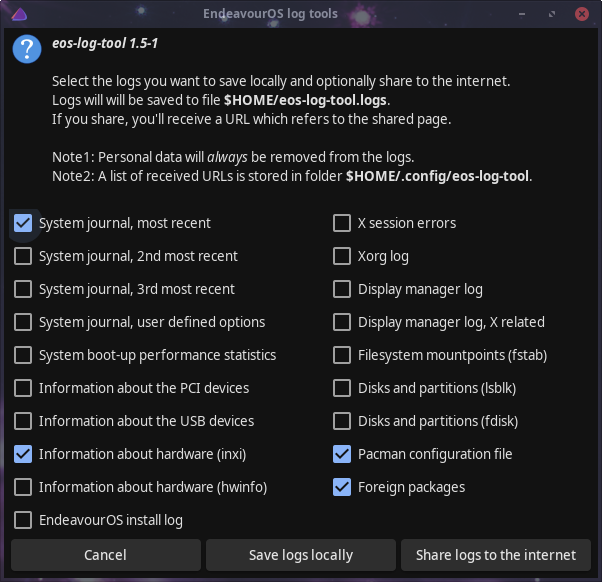 EndeavourOS log tools
eos-log-tool 1.5-1
Select the logs you want to save locally and optionally share to the internet.
Logs will will be saved to file $HOME/eos-log-tool.logs.
If you share, you'll receive a URL which refers to the shared page.
Note1: Personal data will always be removed from the logs.
Note2: A list of received URLs is stored in folder $HOME/.config/eos-log-tool.
System journal, most recent
System journal, 2nd most recent
System journal, 3rd most recent
System journal, user defined options
System boot-up performance statistics
Information about the PCI devices
Information about the USB devices
Information about hardware (inxi)
Information about hardware (hwinfo)
EndeavourOS install log
X session errors
Xorg log
Display manager log
Display manager log, X related
Filesystem mountpoints (fstab)
Disks and partitions (lsblk)
Disks and partitions (fdisk)
Pacman configuration file
Foreign packages
Cancel
Save logs locally
Share logs to the internet